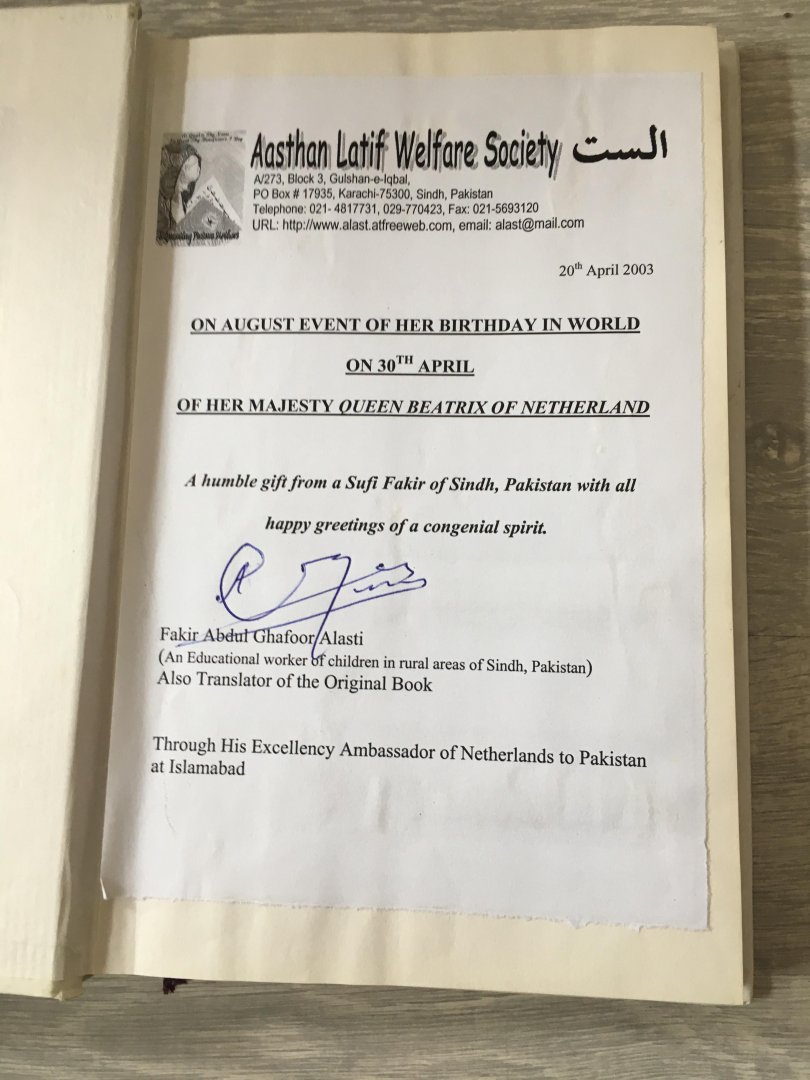 Aasthan Latif Welfare Society الست
A/273, Block 3, Gulshan-e-Iqbal,
PO Box # 17935, Karachi-75300, Sindh, Pakistan
Telephone: 021- 4817731, 029-770423, Fax: 021-5693120
URL: http://www.alast.atfreeweb.com, email: alast@mail.com
20th April 2003
ON AUGUST EVENT OF HER BIRTHDAY IN WORLD
ON 30TH APRIL
OF HER MAJESTY QUEEN BEATRIX OF NETHERLAND
A humble gift from a Sufi Fakir of Sindh, Pakistan with all
happy greetings of a congenial spirit.
Fakir Abdul Ghafoor Alasti
(An Educational worker of children in rural areas of Sindh, Pakistan)
Also Translator of the Original Book
Through His Excellency Ambassador of Netherlands to Pakistan
at Islamabad